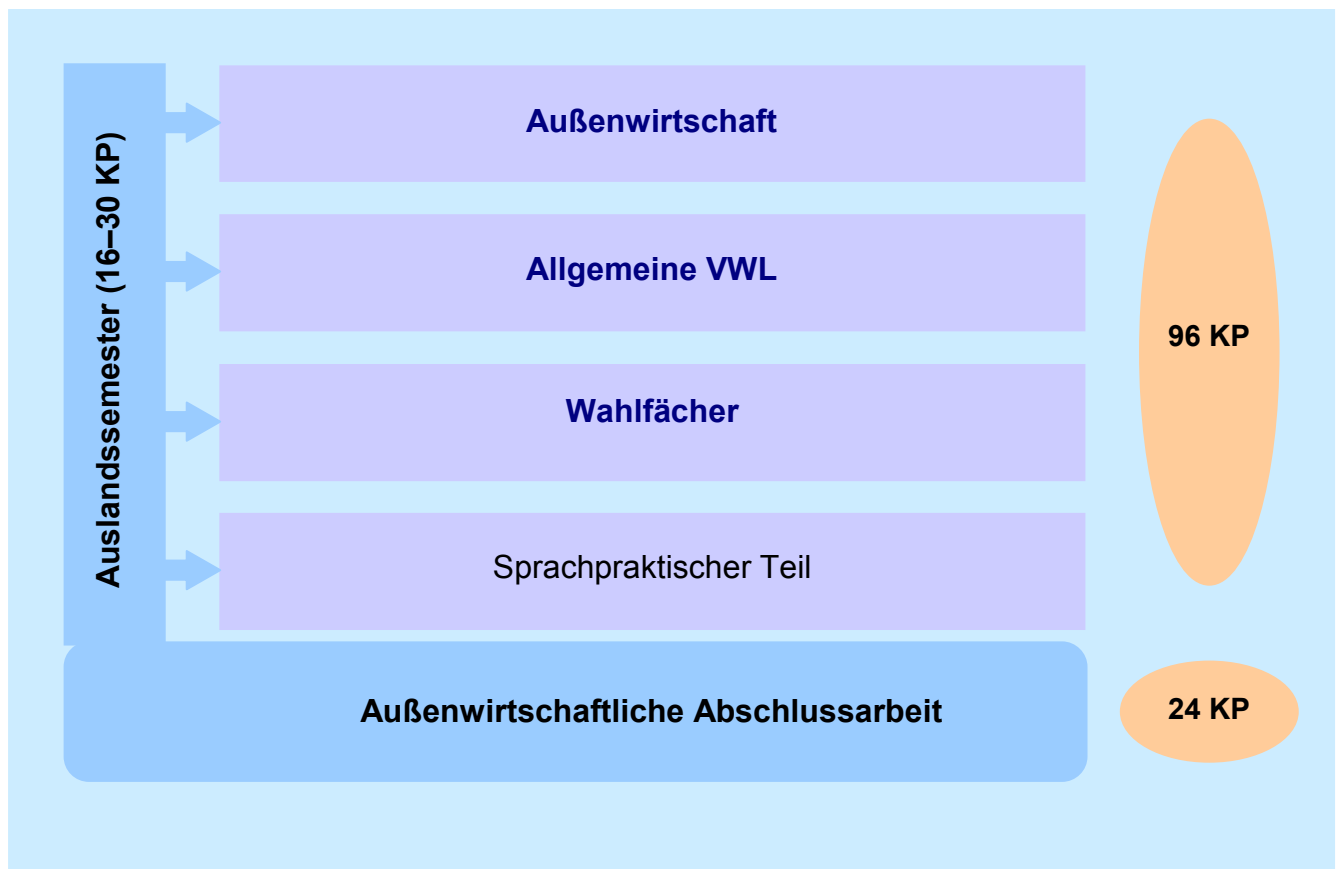 Auslandssemester (16–30 KP)
Außenwirtschaft
Allgemeine VWL
Wahlfächer
Sprachpraktischer Teil
96 KP
Außenwirtschaftliche Abschlussarbeit
24 KP